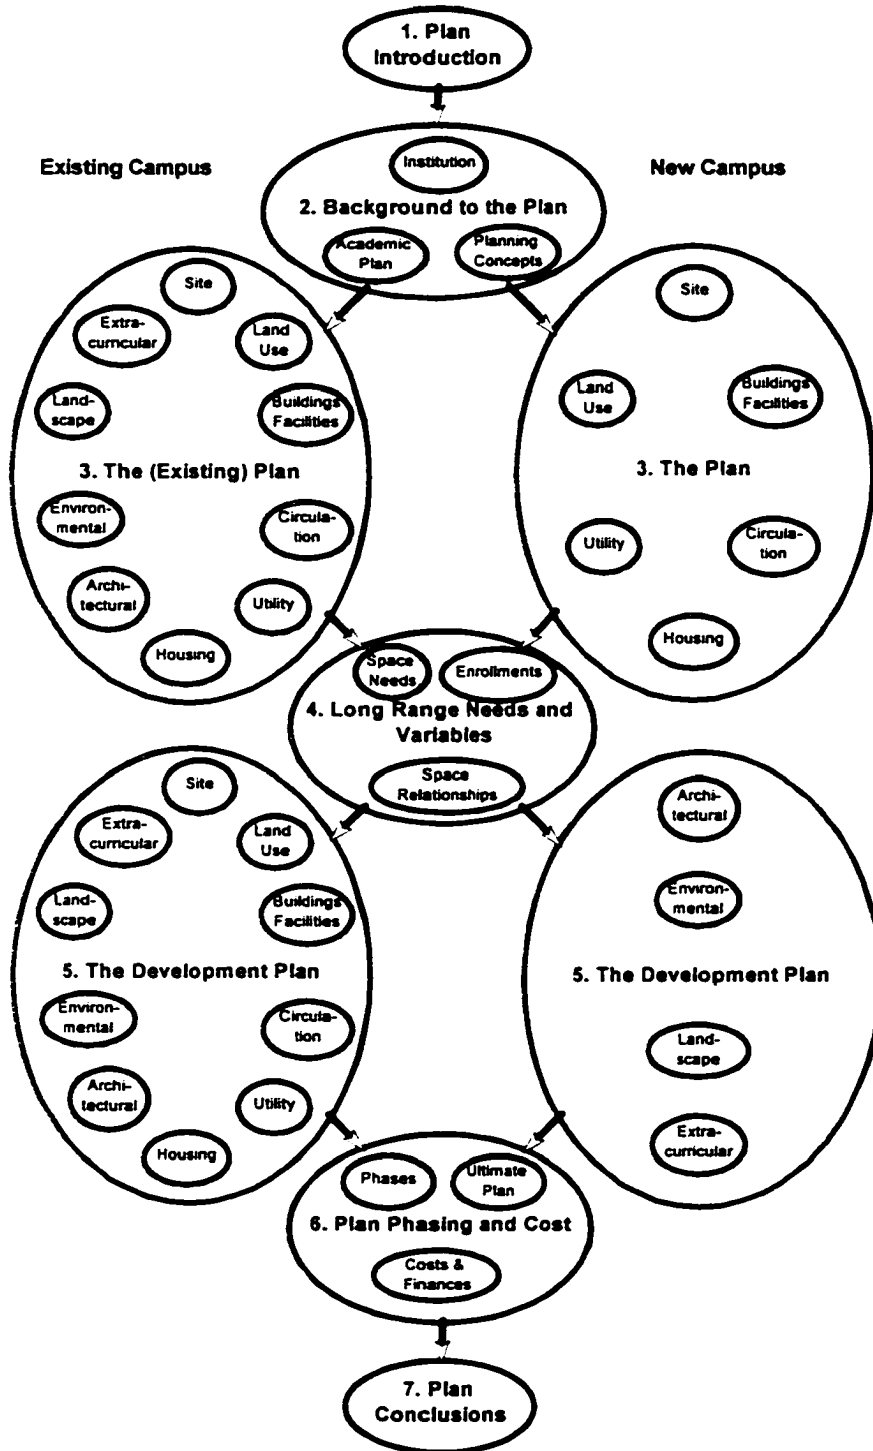 1. Plan
Introduction
Existing Campus
New Campus
Institution
2. Background to the Plan
Academic
Plan
Planning
Concepts
Site
Extra-
curricular
Land
Use
Land-
scape
Buildings
Facilities
3. The (Existing) Plan
Environ-
mental
Circula-
tion
Archi-
tectural
Utility
Housing
Site
Land
Use
Buildings
Facilities
3. The Plan
Utility
Circula-
tion
Housing
Space
Needs
Enrollments
4. Long Range Needs and
Variables
Space
Relationships
Site
Extra-
curricular
Land
Use
Land-
scape
Buildings
Facilities
5. The Development Plan
Environ-
mental
Circula-
tion
Archi-
tectural
Utility
Housing
Archi-
tectural
Environ-
mental
5. The Development Plan
Land-
scape
Extra-
curricular
Phases
Ultimate
Plan
6. Plan Phasing and Cost
Costs &
Finances
7. Plan
Conclusions